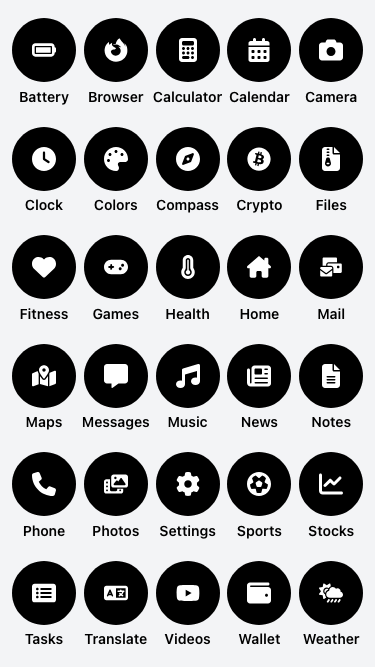 Battery Browser Calculator Calendar Camera
Clock Colors Compass Crypto Files
Fitness Games Health Home Mail
Maps Messages Music News Notes
Phone Photos Settings Sports Stocks
A
Tasks Translate Videos Wallet Weather